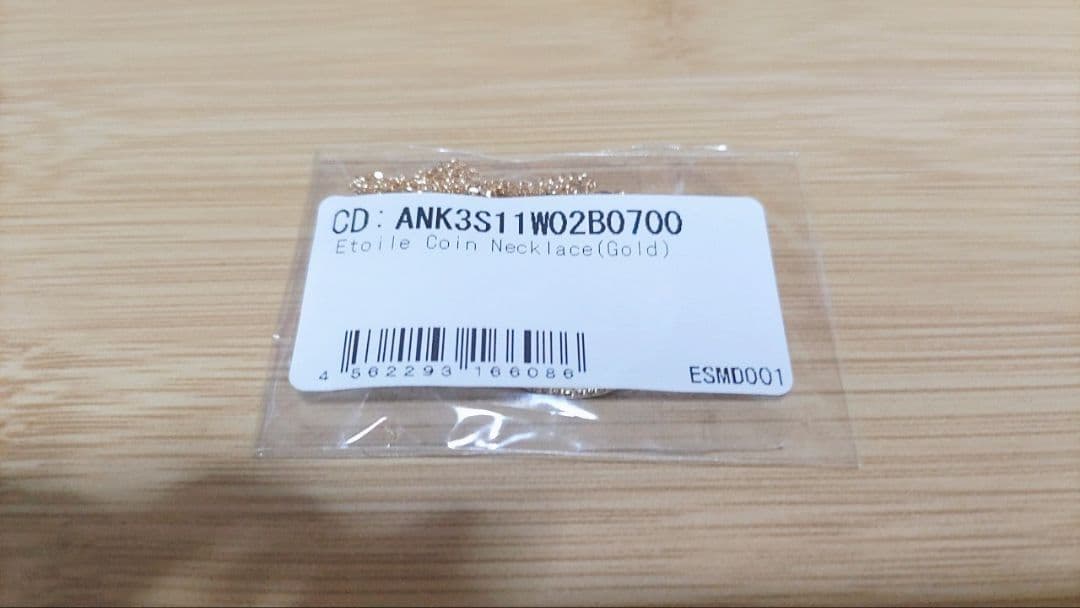 CD: ANK3S11W02B0700
Etoile Coin Necklace(Gold)
4 562293 166086
ESMD001